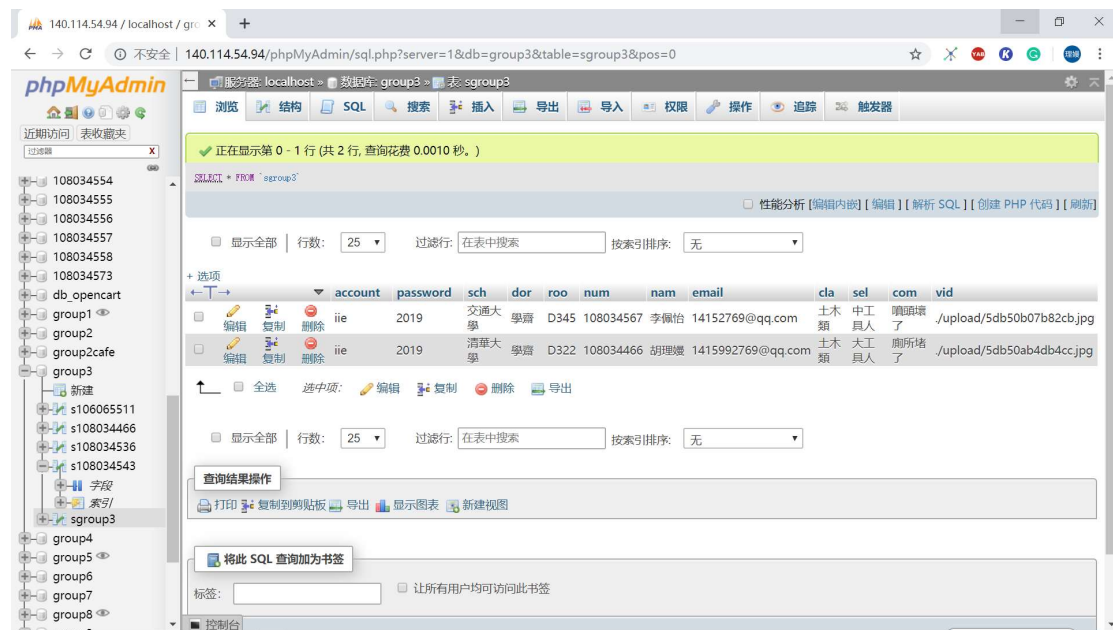 140.114.54.94 / localhost / gro
不安全 140.114.54.94/phpMyAdmin/sql.php?server=1&db=group3&table=sgroup3&pos=0
phpMyAdmin
近期访问 表收藏夹
过滤器 X
108034554
108034555
108034556
108034557
108034558
108034573
db_opencart
group1
group2
group2cafe
group3
新建
s106065511
s108034466
s108034536
s108034543
字段
索引
sgroup3
group4
group5
group6
group7
group8
服务器: localhost » 数据库: group3 » 表: sgroup3
浏览 结构 SQL 搜索 插入 导出 导入 权限 操作 追踪 触发器
正在显示第 0 - 1 行 (共 2 行, 查询花费 0.0010 秒。)
SELECT * FROM `sgroup3`
性能分析 [编辑内嵌] [ 编辑 ] [ 解析 SQL ] [ 创建 PHP 代码 ] [ 刷新]
显示全部 行数: 25 过滤行: 在表中搜索 按索引排序: 无
+ 选项
←T→ account password sch dor roo num nam email cla sel com vid
编辑 复制 删除 iie 2019 交通大學 學齋 D345 108034567 李佩怡 14152769@qq.com 土木類 中工具人 噴頭壞了 ./upload/5db50b07b82cb.jpg
编辑 复制 删除 iie 2019 清華大學 學齋 D322 108034466 胡理嫚 1415992769@qq.com 土木類 大工具人 廁所堵了 ./upload/5db50ab4db4cc.jpg
全选 选中项: 编辑 复制 删除 导出
显示全部 行数: 25 过滤行: 在表中搜索 按索引排序: 无
查询结果操作
打印 复制到剪贴板 导出 显示图表 新建视图
将此 SQL 查询加为书签
标签: 让所有用户均可访问此书签
控制台